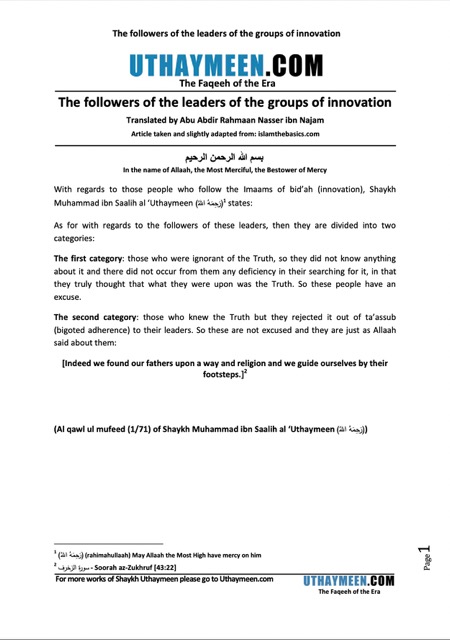 The followers of the leaders of the groups of innovation
UTHAYMEEN.COM
The Faqeeh of the Era
The followers of the leaders of the groups of innovation
Translated by Abu Abdir Rahmaan Nasser ibn Najam
Article taken and slightly adapted from: islamthebasics.com
بسم الله الرحمن الرحيم
In the name of Allaah, the Most Merciful, the Bestower of Mercy
With regards to those people who follow the Imaams of bid’ah (innovation), Shaykh
Muhammad ibn Saalih al ‘Uthaymeen (رَحِمَهُ اللهُ)¹ states:
As for with regards to the followers of these leaders, then they are divided into two
categories:
The first category: those who were ignorant of the Truth, so they did not know anything
about it and there did not occur from them any deficiency in their searching for it, in that
they truly thought that what they were upon was the Truth. So these people have an
excuse.
The second category: those who knew the Truth but they rejected it out of ta’assub
(bigoted adherence) to their leaders. So these are not excused and they are just as Allaah
said about them:
[Indeed we found our fathers upon a way and religion and we guide ourselves by their
footsteps.]²
(Al qawl ul mufeed (1/71) of Shaykh Muhammad ibn Saalih al ‘Uthaymeen (رَحِمَهُ اللهُ))
¹ (رَحِمَهُ اللهُ) (rahimahullaah) May Allaah the Most High have mercy on him
² سورة الزخرف - Soorah az-Zukhruf [43:22]
For more works of Shaykh Uthaymeen please go to Uthaymeen.com
UTHAYMEEN.COM
The Faqeeh of the Era
Page 1